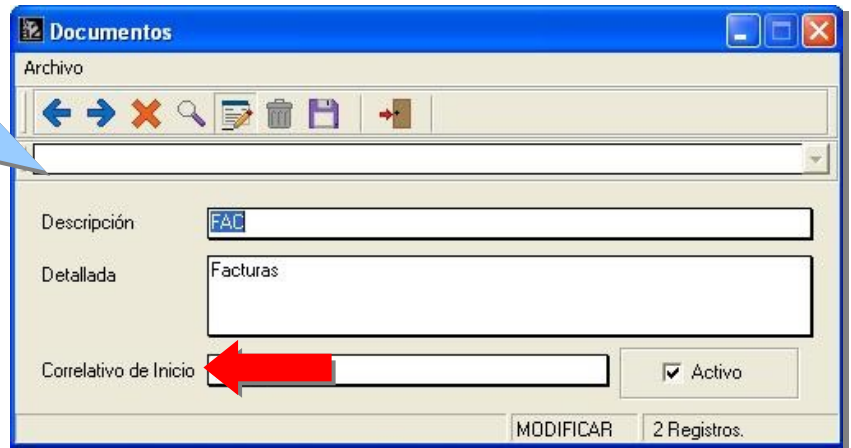 Documentos
Archivo
Descripción FAC
Detallada Facturas
Correlativo de Inicio Activo
MODIFICAR 2 Registros.